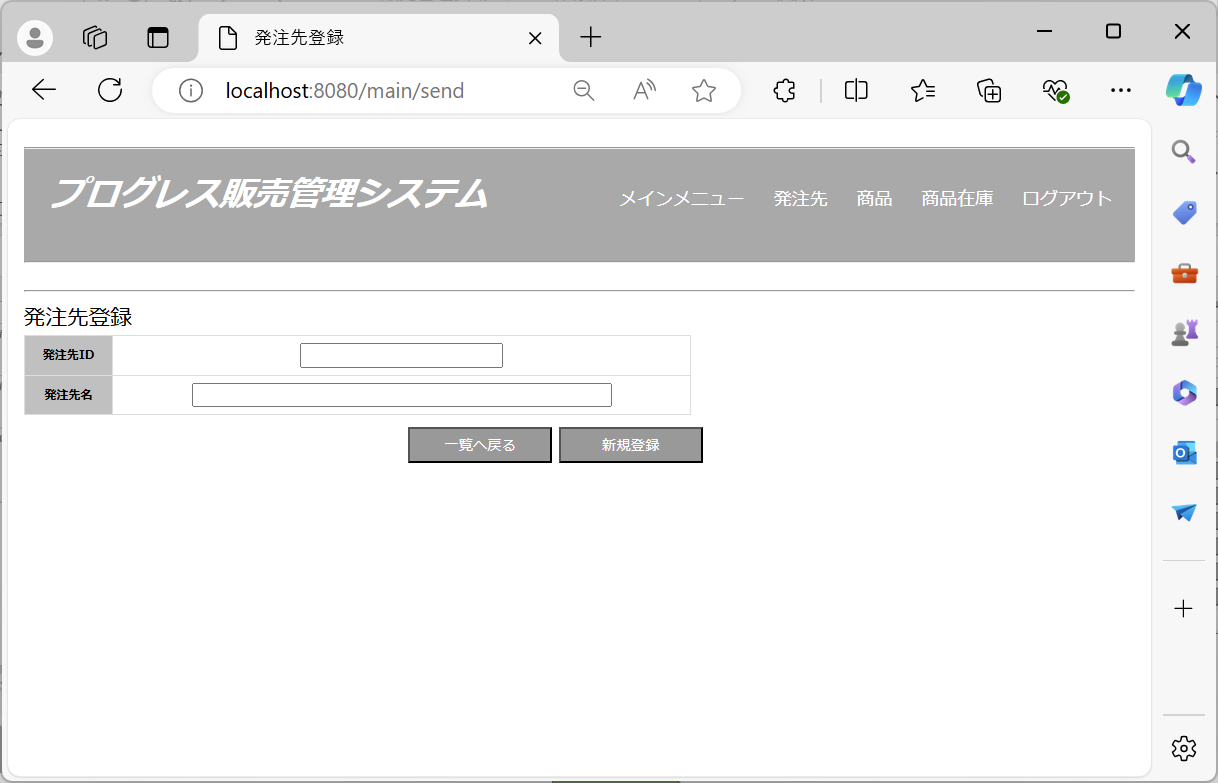 発注先登録
localhost:8080/main/send
プログレス販売管理システム
メインメニュー 発注先 商品 商品在庫 ログアウト
発注先登録
発注先ID
発注先名
一覧へ戻る 新規登録